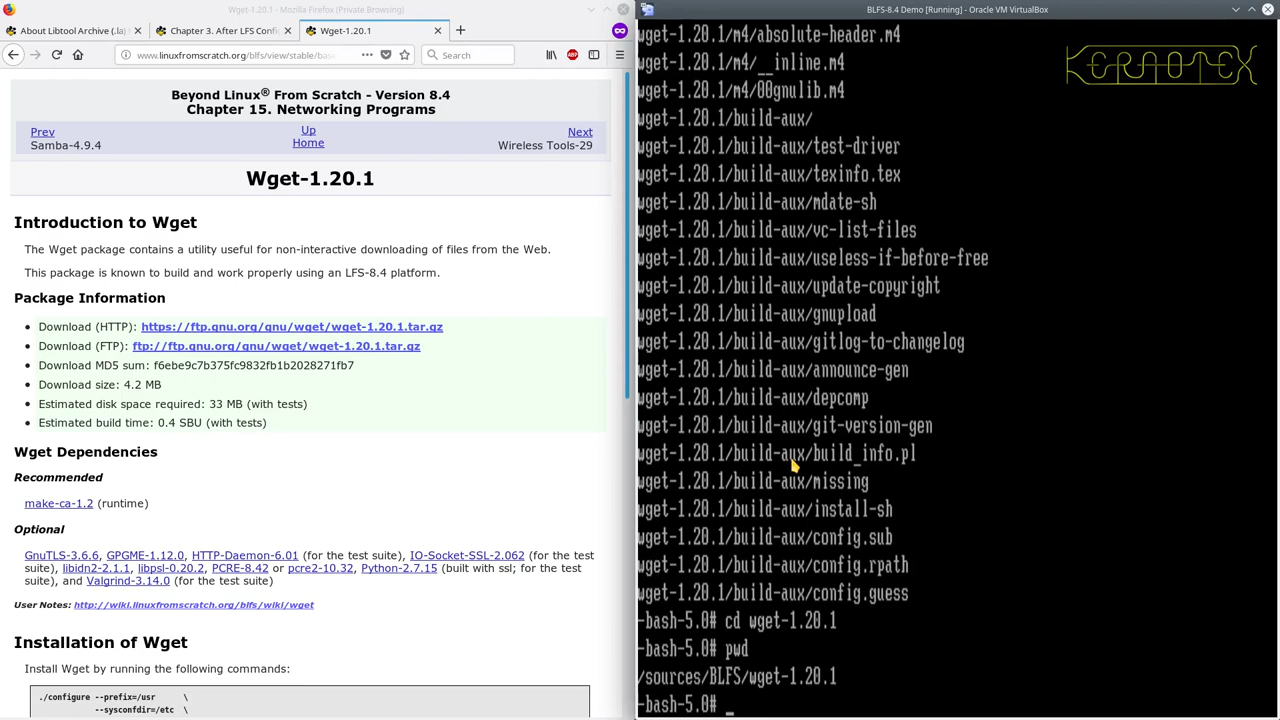 Wget-1.20.1 - Mozilla Firefox (Private Browsing)
About Libtool Archive (.la)
Chapter 3. After LFS Confi
Wget-1.20.1
www.linuxfromscratch.org/blfs/view/stable/bas
Search
Beyond Linux® From Scratch - Version 8.4
Chapter 15. Networking Programs
Prev
Up
Next
Samba-4.9.4
Home
Wireless Tools-29
Wget-1.20.1
Introduction to Wget
The Wget package contains a utility useful for non-interactive downloading of files from the Web.
This package is known to build and work properly using an LFS-8.4 platform.
Package Information
Download (HTTP): https://ftp.gnu.org/gnu/wget/wget-1.20.1.tar.gz
Download (FTP): ftp://ftp.gnu.org/gnu/wget/wget-1.20.1.tar.gz
Download MD5 sum: f6ebe9c7b375fc9832fb1b2028271fb7
Download size: 4.2 MB
Estimated disk space required: 33 MB (with tests)
Estimated build time: 0.4 SBU (with tests)
Wget Dependencies
Recommended
make-ca-1.2 (runtime)
Optional
GnuTLS-3.6.6, GPGME-1.12.0, HTTP-Daemon-6.01 (for the test suite), IO-Socket-SSL-2.062 (for the test
suite), libidn2-2.1.1, libpsl-0.20.2, PCRE-8.42 or pcre2-10.32, Python-2.7.15 (built with ssl; for the test
suite), and Valgrind-3.14.0 (for the test suite)
User Notes: http://wiki.linuxfromscratch.org/blfs/wiki/wget
Installation of Wget
Install Wget by running the following commands:
./configure --prefix=/usr \
--sysconfdir=/etc \
BLFS-8.4 Demo [Running] - Oracle VM VirtualBox
KERNOTEX
wget-1.20.1/m4/absolute-header.m4
wget-1.20.1/m4/__inline.m4
wget-1.20.1/m4/00gnulib.m4
wget-1.20.1/build-aux/
wget-1.20.1/build-aux/test-driver
wget-1.20.1/build-aux/texinfo.tex
wget-1.20.1/build-aux/mdate-sh
wget-1.20.1/build-aux/vc-list-files
wget-1.20.1/build-aux/useless-if-before-free
wget-1.20.1/build-aux/update-copyright
wget-1.20.1/build-aux/gnupload
wget-1.20.1/build-aux/gitlog-to-changelog
wget-1.20.1/build-aux/announce-gen
wget-1.20.1/build-aux/depcomp
wget-1.20.1/build-aux/git-version-gen
wget-1.20.1/build-aux/build_info.pl
wget-1.20.1/build-aux/missing
wget-1.20.1/build-aux/install-sh
wget-1.20.1/build-aux/config.sub
wget-1.20.1/build-aux/config.rpath
wget-1.20.1/build-aux/config.guess
-bash-5.0# cd wget-1.20.1
-bash-5.0# pwd
/sources/BLFS/wget-1.20.1
-bash-5.0# _